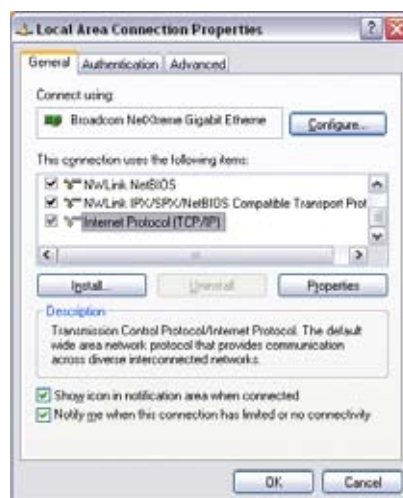 Local Area Connection Properties
General Authentication Advanced
Connect using:
Broadcom NetXtreme Gigabit Etherne
Configure...
This connection uses the following items:
NWLink NetBIOS
NWLink IPX/SPX/NetBIOS Compatible Transport Prot
Internet Protocol (TCP/IP)
Install... Uninstall Properties
Description
Transmission Control Protocol/Internet Protocol. The default
wide area network protocol that provides communication
across diverse interconnected networks.
Show icon in notification area when connected
Notify me when this connection has limited or no connectivity
OK Cancel